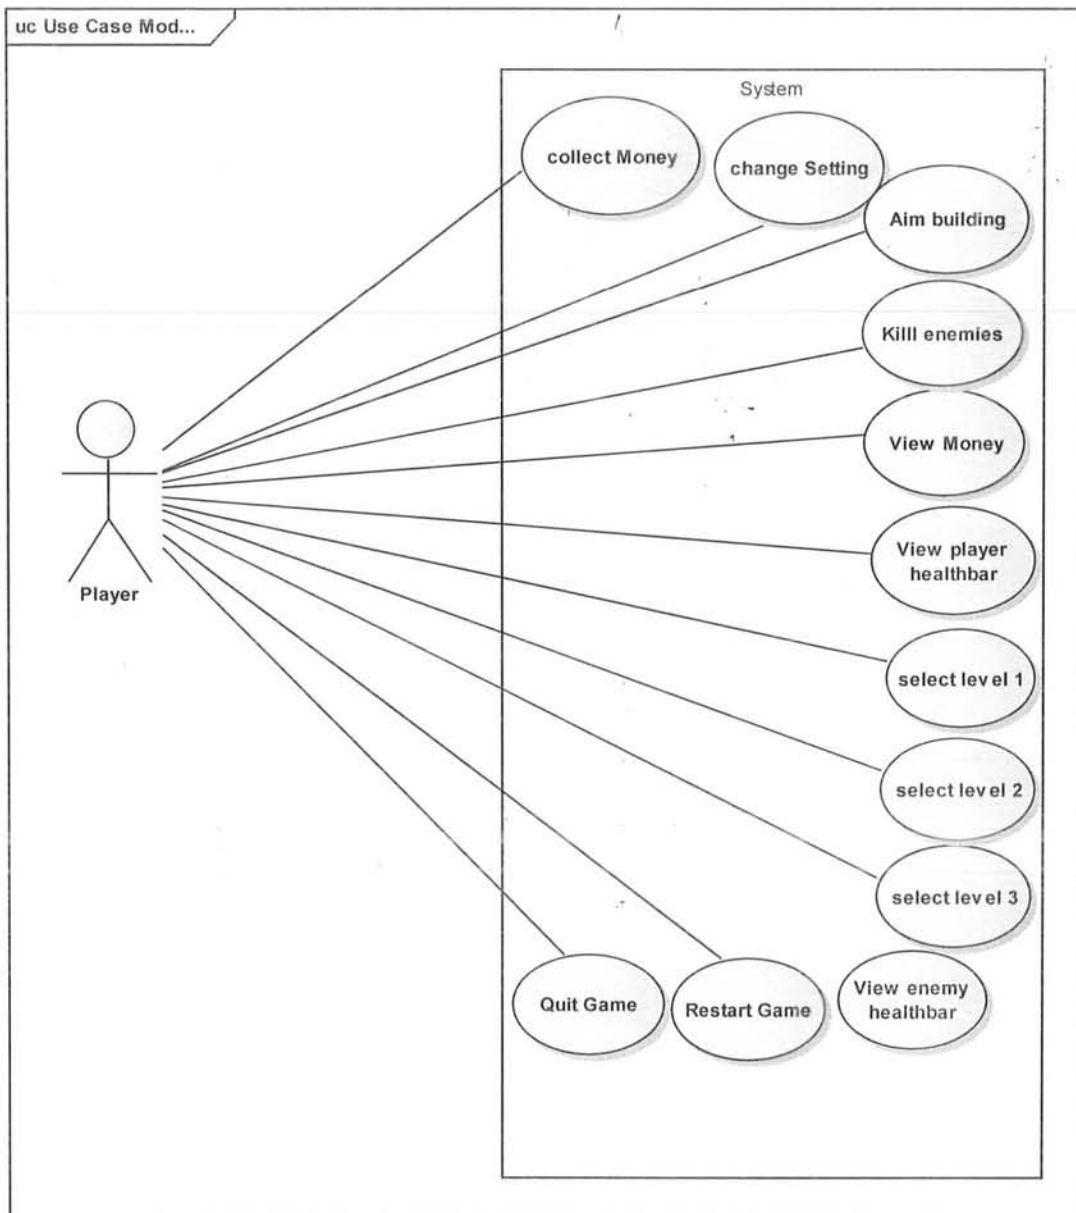 uc Use Case Mod...
System
collect Money
change Setting
Aim building
Killl enemies
View Money
View player
healthbar
Player
select level 1
select level 2
select level 3
View enemy
healthbar
Quit Game
Restart Game